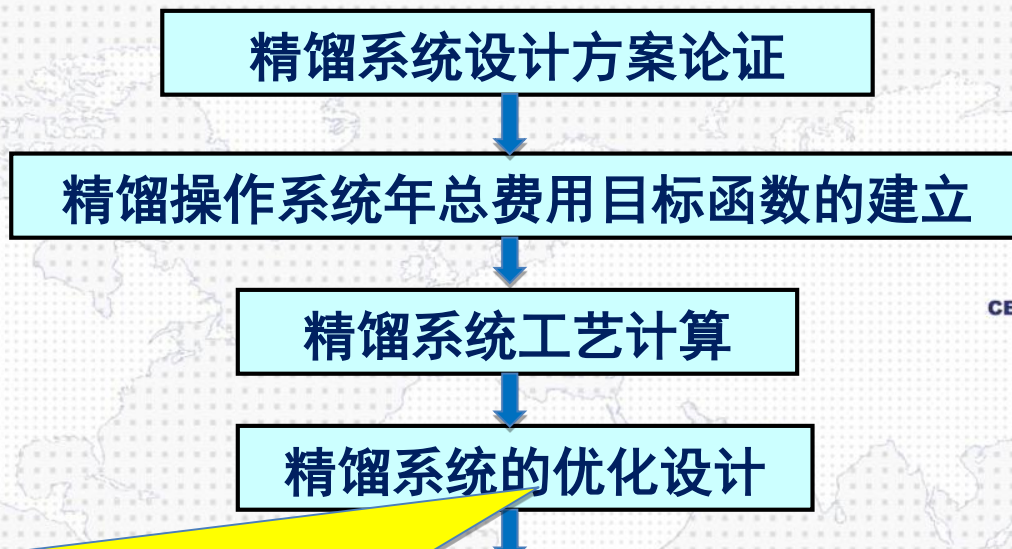 精馏系统设计方案论证
精馏操作系统年总费用目标函数的建立
精馏系统工艺计算
CE
精馏系统的优化设计